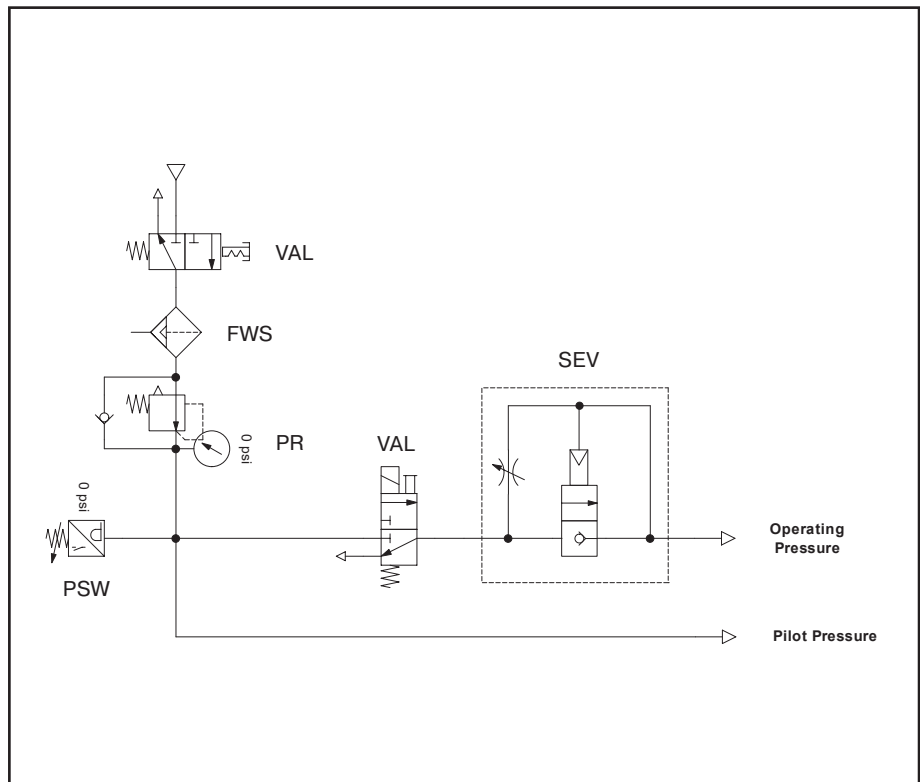 VAL
FWS
SEV
PR
0 psi
VAL
0 psi
PSW
Operating
Pressure
Pilot Pressure